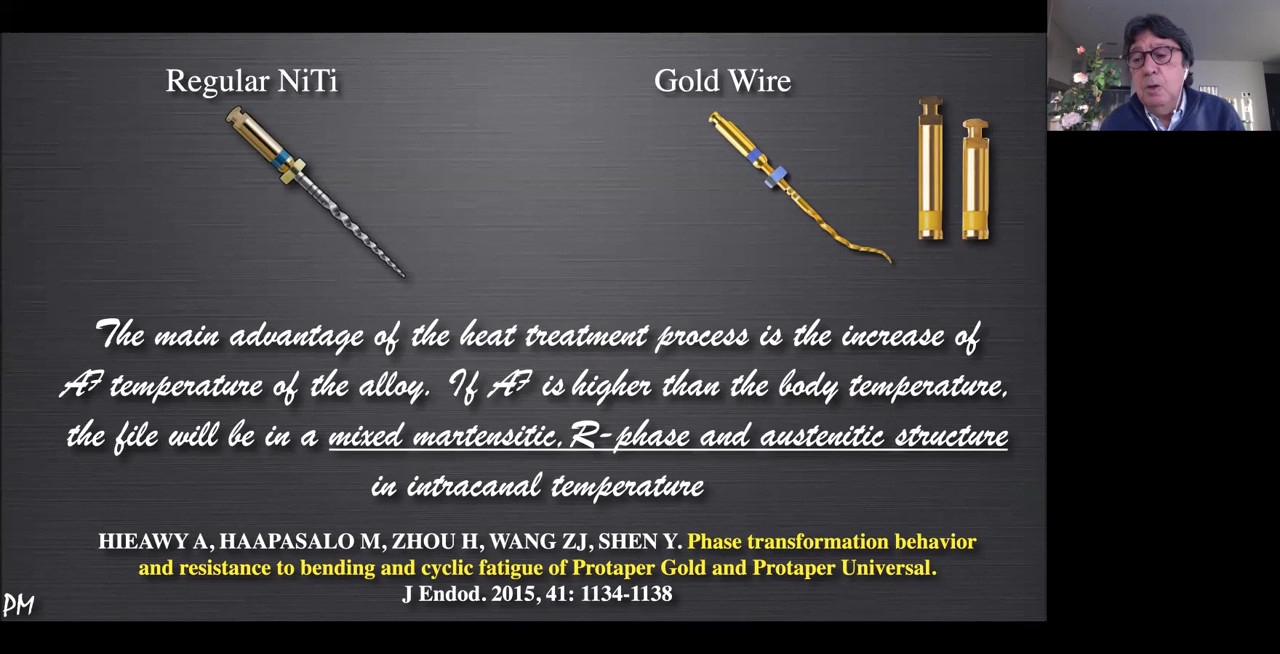 Regular NiTi
Gold Wire
The main advantage of the heat treatment process is the increase of
AF temperature of the alloy. If AF is higher than the body temperature,
the file will be in a mixed martensitic, R-phase and austenitic structure
in intracanal temperature
HIEAWY A, HAAPASALO M, ZHOU H, WANG ZJ, SHEN Y. Phase transformation behavior
and resistance to bending and cyclic fatigue of Protaper Gold and Protaper Universal.
J Endod. 2015, 41: 1134-1138
PM